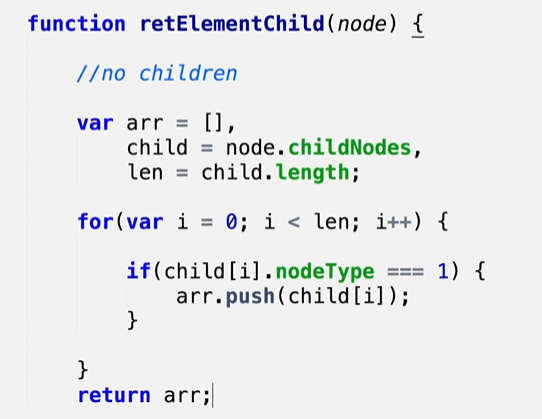 function retElementChild(node) {
//no children
var arr = [],
child = node.childNodes,
len = child.length;
for(var i = 0; i < len; i++) {
if(child[i].nodeType === 1) {
arr.push(child[i]);
}
}
return arr;